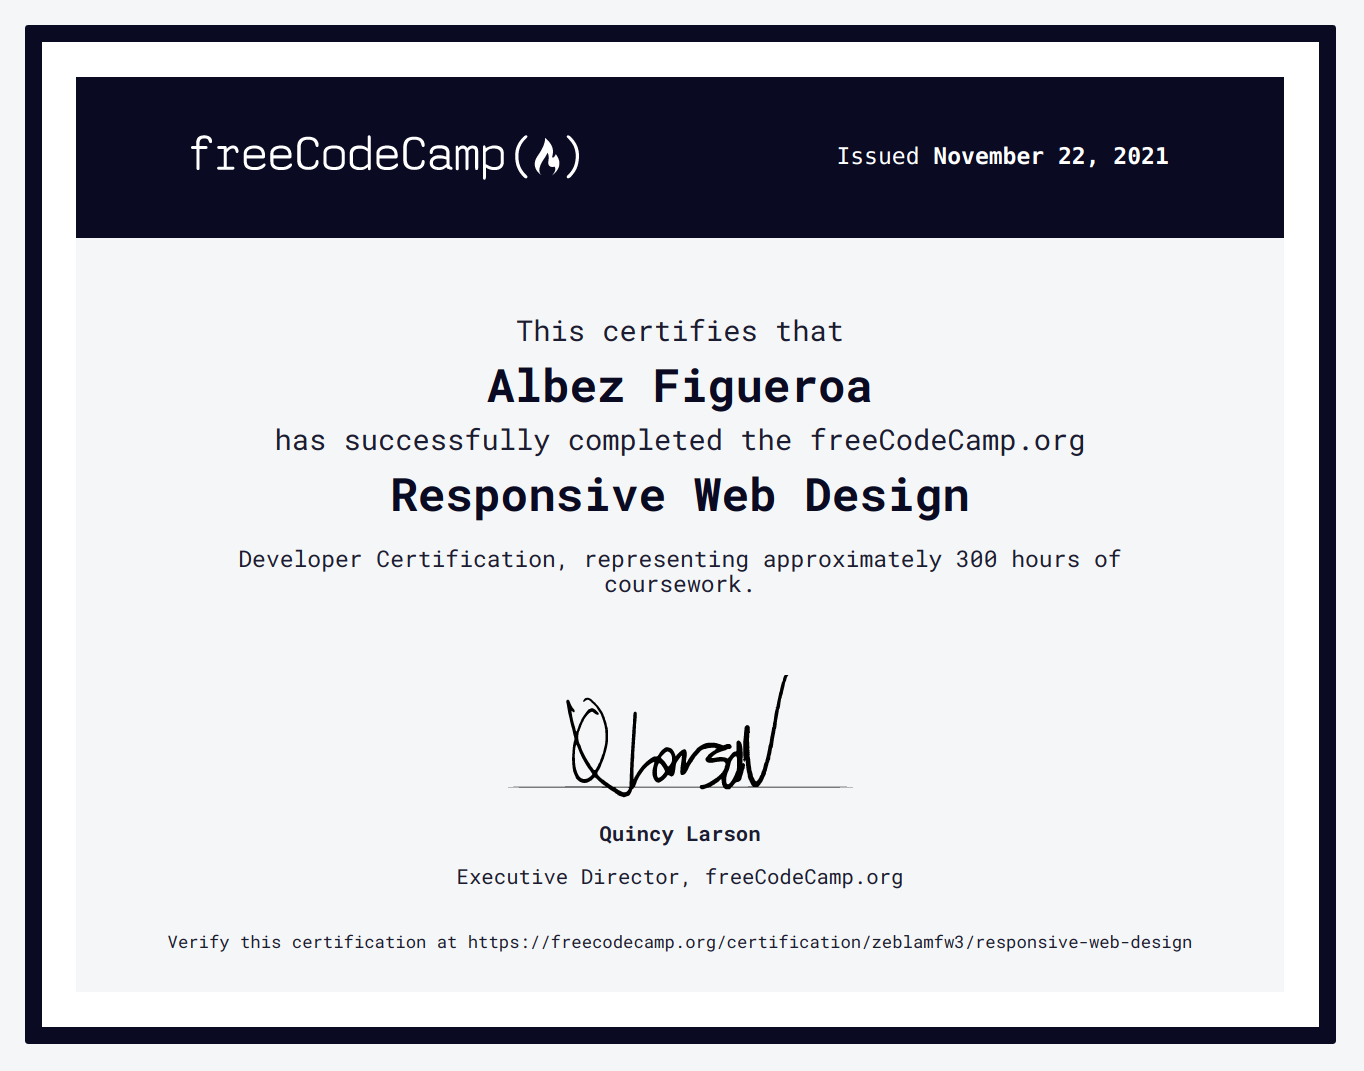 freeCodeCamp
Issued November 22, 2021
This certifies that
Albez Figueroa
has successfully completed the freeCodeCamp.org
Responsive Web Design
Developer Certification, representing approximately 300 hours of
coursework.
Q Larson
Quincy Larson
Executive Director, freeCodeCamp.org
Verify this certification at https://freecodecamp.org/certification/zeblamfw3/responsive-web-design